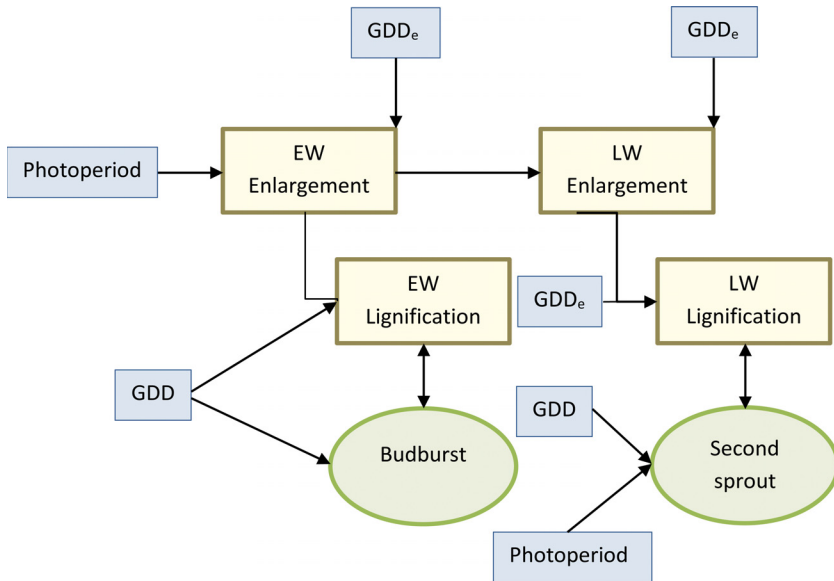 GDDₑ
GDDₑ
EW
Enlargement
LW
Enlargement
Photoperiod
EW
Lignification
GDDₑ
LW
Lignification
GDD
GDD
Budburst
Second
sprout
Photoperiod